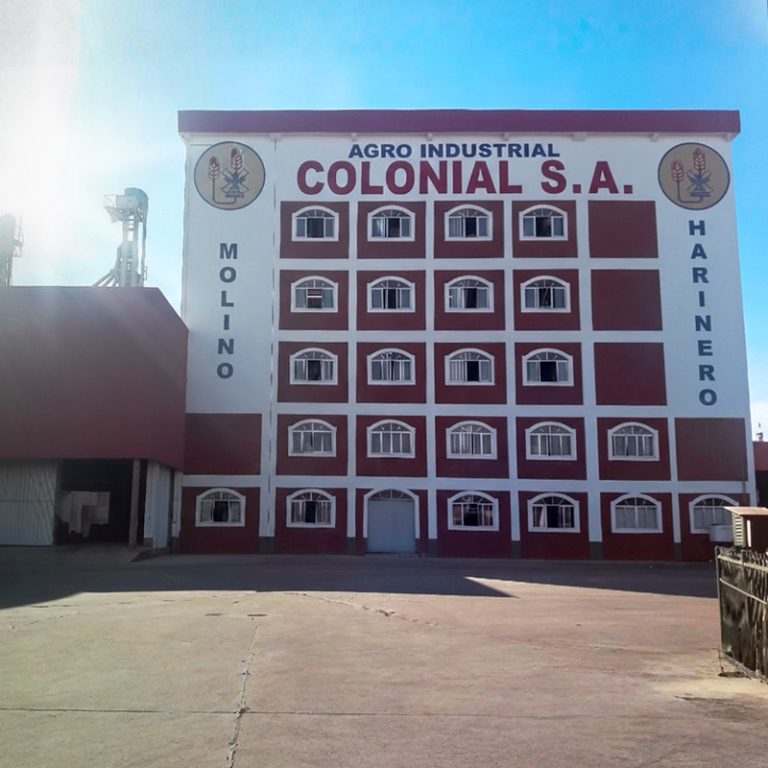 AGRO INDUSTRIAL
COLONIAL S.A.
MOLINO
HARINERO